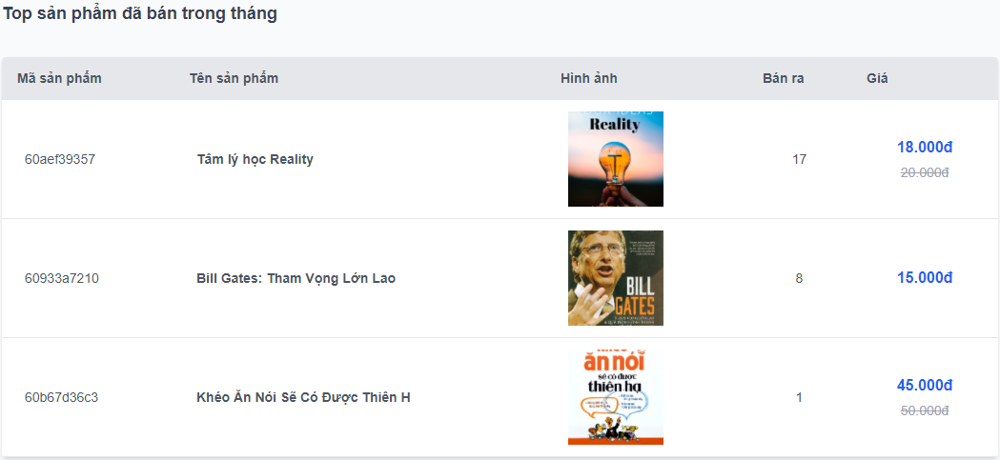 Top sản phẩm đã bán trong tháng
Mã sản phẩm Tên sản phẩm Hình ảnh Bán ra Giá
60aef39357 Tâm lý học Reality 17 18.000đ
20.000đ
Reality
T
60933a7210 Bill Gates: Tham Vọng Lớn Lao 8 15.000đ
BILL
GATES
60b67d36c3 Khéo Ăn Nói Sẽ Có Được Thiên H 1 45.000đ
50.000đ
ăn nói
sẽ có được
thiên hạ